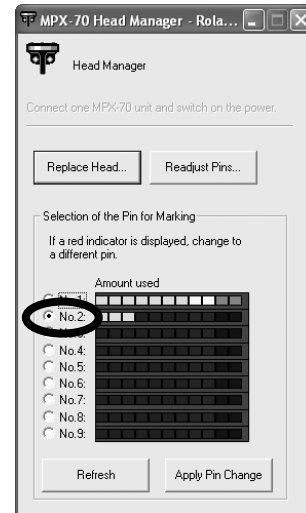 MPX-70 Head Manager - Rola...
Head Manager
Connect one MPX-70 unit and switch on the power.
Replace Head...
Readjust Pins...
Selection of the Pin for Marking
If a red indicator is displayed, change to
a different pin.
Amount used
No.1:
No.2:
No.4:
No.5:
No.6:
No.7:
No.8:
No.9:
Refresh
Apply Pin Change